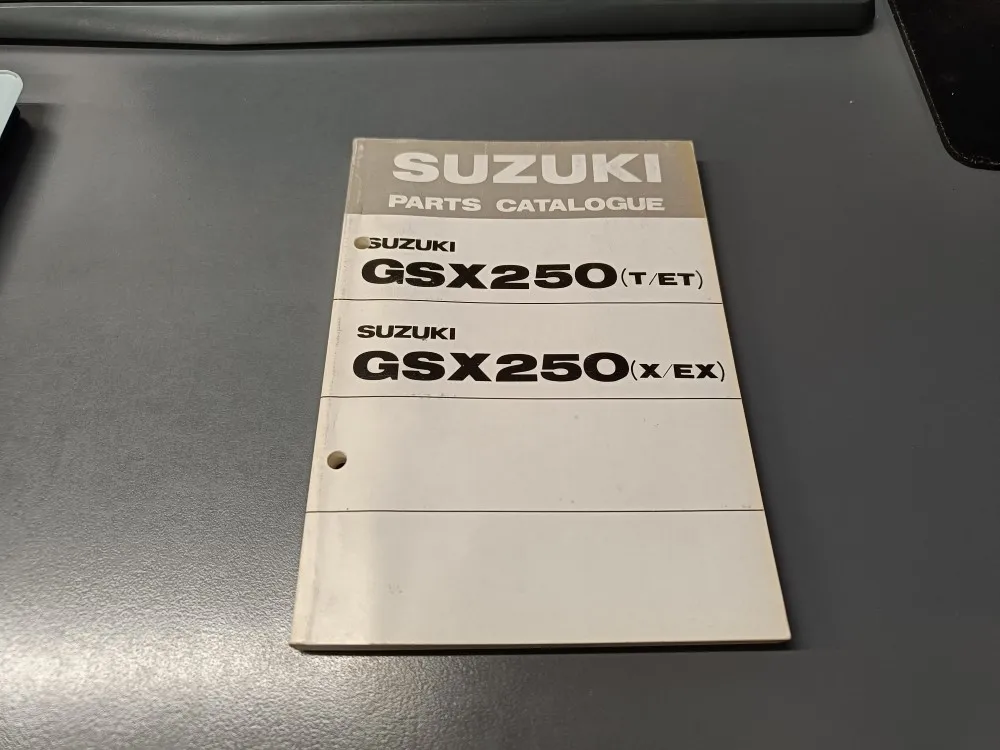 SUZUKI
PARTS CATALOGUE
SUZUKI
GSX250(T/ET)
SUZUKI
GSX250(X/EX)